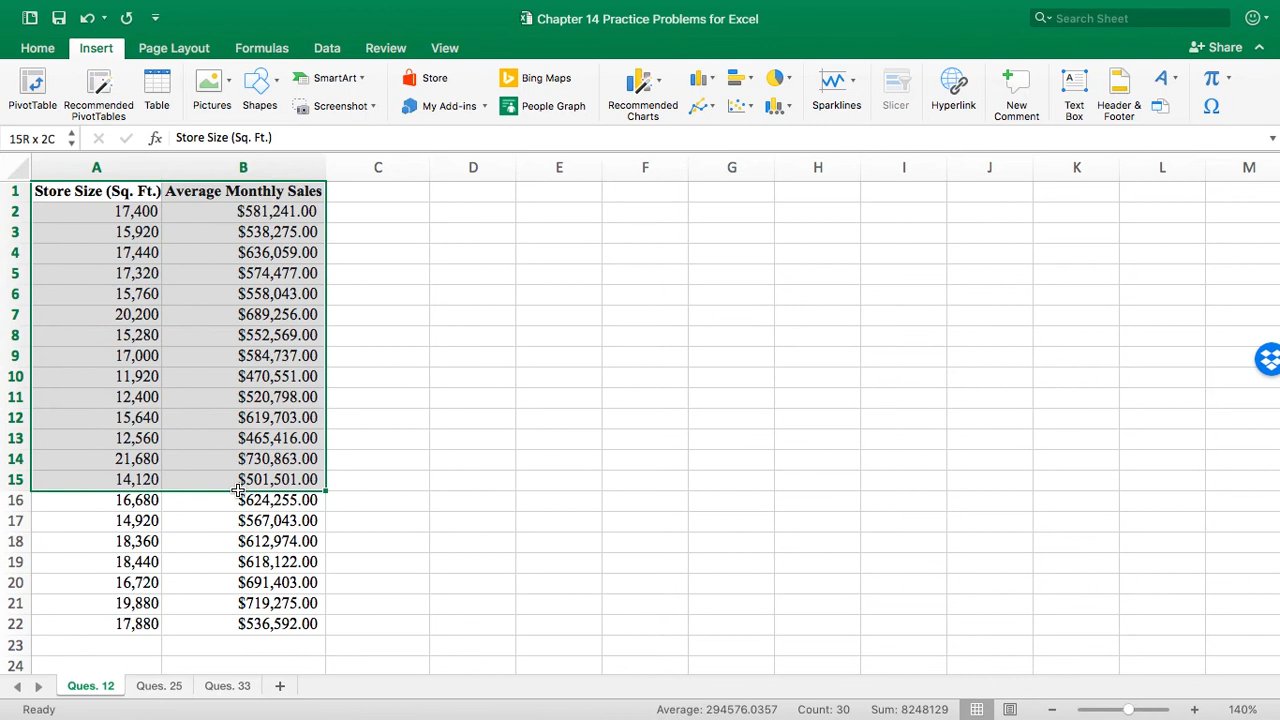 Chapter 14 Practice Problems for Excel
Search Sheet
Home Insert Page Layout Formulas Data Review View Share
PivotTable
Recommended PivotTables
Table
Pictures
Shapes
SmartArt
Screenshot
Store
My Add-ins
Bing Maps
People Graph
Recommended Charts
Sparklines
Slicer
Hyperlink
New Comment
Text Box
Header & Footer
A
π
Ω
15R x 2C fx Store Size (Sq. Ft.)
A B C D E F G H I J K L M
1 Store Size (Sq. Ft.) Average Monthly Sales
2 17,400 $581,241.00
3 15,920 $538,275.00
4 17,440 $636,059.00
5 17,320 $574,477.00
6 15,760 $558,043.00
7 20,200 $689,256.00
8 15,280 $552,569.00
9 17,000 $584,737.00
10 11,920 $470,551.00
11 12,400 $520,798.00
12 15,640 $619,703.00
13 12,560 $465,416.00
14 21,680 $730,863.00
15 14,120 $501,501.00
16 16,680 $624,255.00
17 14,920 $567,043.00
18 18,360 $612,974.00
19 18,440 $618,122.00
20 16,720 $691,403.00
21 19,880 $719,275.00
22 17,880 $536,592.00
23
24
Ques. 12 Ques. 25 Ques. 33
Ready Average: 294576.0357 Count: 30 Sum: 8248129 140%